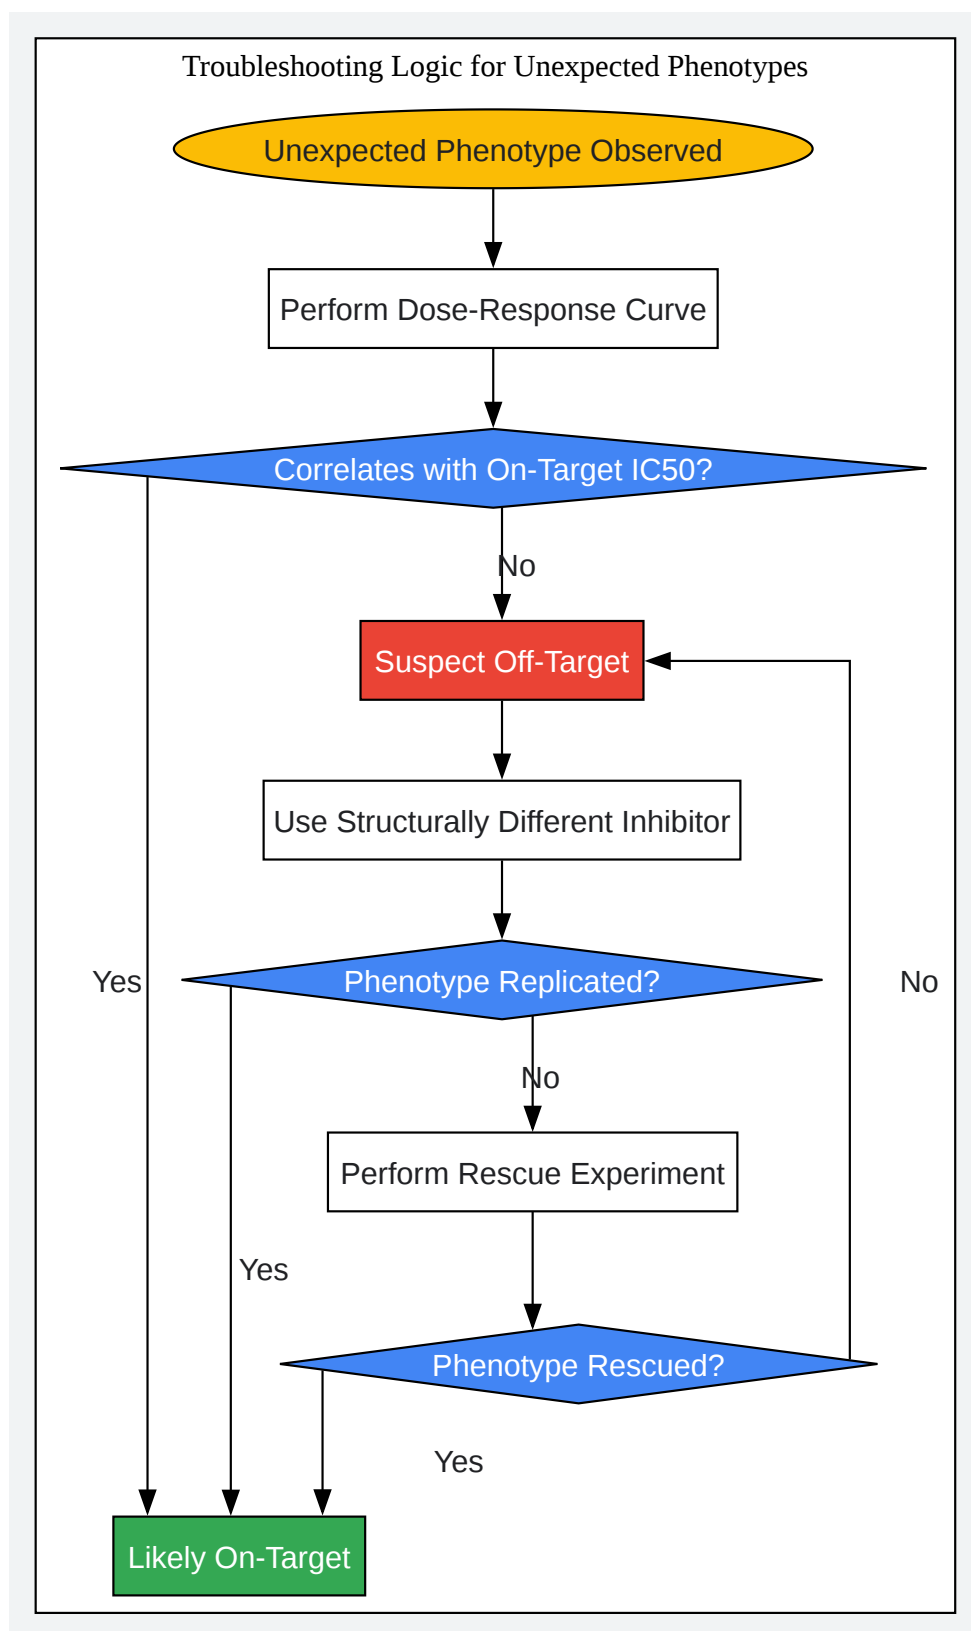 Troubleshooting Logic for Unexpected Phenotypes
Unexpected Phenotype Observed
Perform Dose-Response Curve
Correlates with On-Target IC50?
No
Suspect Off-Target
Use Structurally Different Inhibitor
Yes
Phenotype Replicated?
No
No
Perform Rescue Experiment
Yes
Phenotype Rescued?
Yes
Likely On-Target